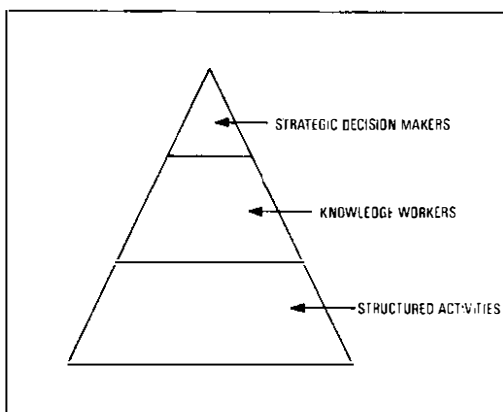 STRATEGIC DECISION MAKERS
KNOWLEDGE WORKERS
STRUCTURED ACTIVITIES